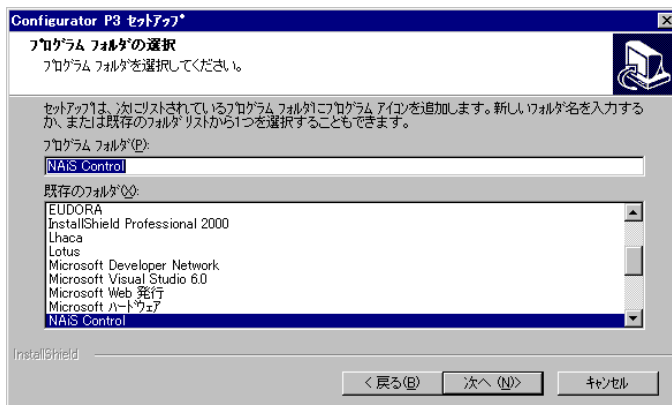 Configurator P3 ｾｯﾄｱｯﾌﾟ
ﾌﾟﾛｸﾞﾗﾑ ﾌｫﾙﾀﾞの選択
ﾌﾟﾛｸﾞﾗﾑ ﾌｫﾙﾀﾞを選択してください。
ｾｯﾄｱｯﾌﾟは、次にリストされているﾌﾟﾛｸﾞﾗﾑ ﾌｫﾙﾀﾞにﾌﾟﾛｸﾞﾗﾑ ｱｲｺﾝを追加します。新しいﾌｫﾙﾀﾞ名を入力する
か、または既存のﾌｫﾙﾀﾞ ﾘｽﾄから1つを選択することもできます。
ﾌﾟﾛｸﾞﾗﾑ ﾌｫﾙﾀﾞ(P):
NAiS Control
既存のﾌｫﾙﾀﾞ(X):
EUDORA
InstallShield Professional 2000
Lhaca
Lotus
Microsoft Developer Network
Microsoft Visual Studio 6.0
Microsoft Web 発行
Microsoft ﾊｰﾄﾞｳｪｱ
NAiS Control
InstallShield
< 戻る(B) 次へ (N)> ｷｬﾝｾﾙ